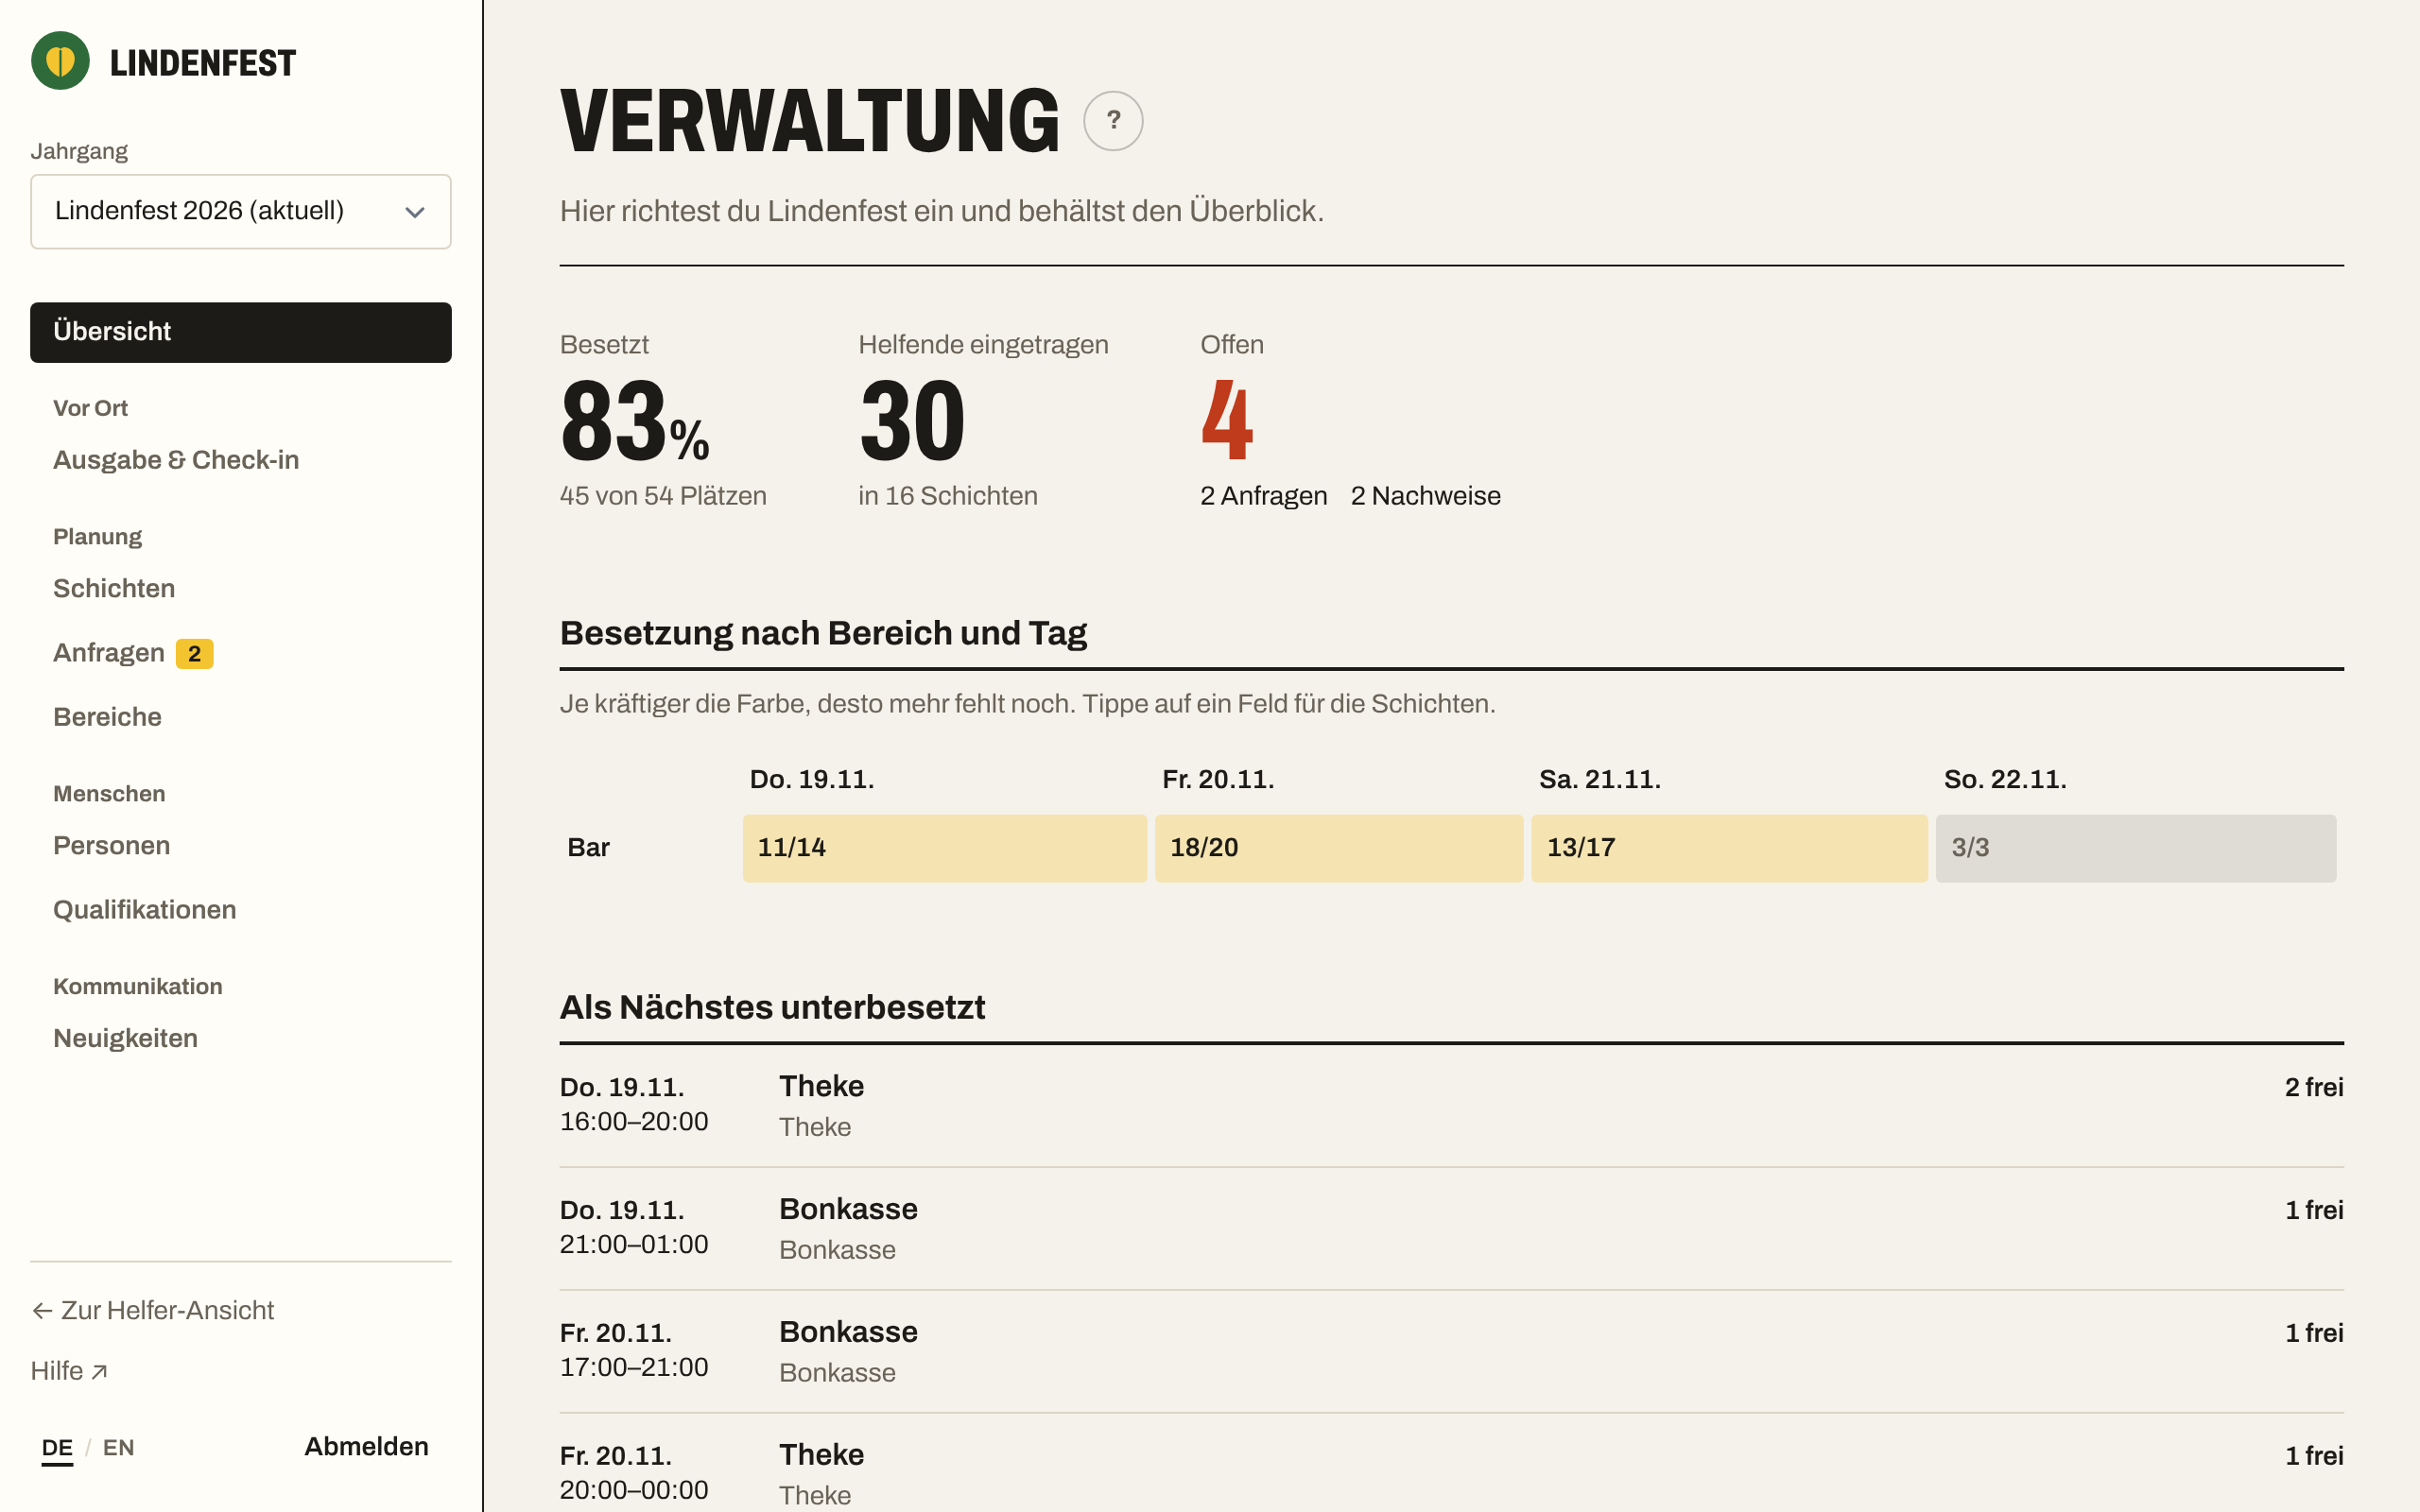 LINDENFEST
Jahrgang
Lindenfest 2026 (aktuell)
Übersicht
Vor Ort
Ausgabe & Check-in
Planung
Schichten
Anfragen 2
Bereiche
Menschen
Personen
Qualifikationen
Kommunikation
Neuigkeiten
← Zur Helfer-Ansicht
Hilfe ↗
DE / EN Abmelden
VERWALTUNG ?
Hier richtest du Lindenfest ein und behältst den Überblick.
Besetzt Helfende eingetragen Offen
83% 30 4
45 von 54 Plätzen in 16 Schichten 2 Anfragen 2 Nachweise
Besetzung nach Bereich und Tag
Je kräftiger die Farbe, desto mehr fehlt noch. Tippe auf ein Feld für die Schichten.
Do. 19.11. Fr. 20.11. Sa. 21.11. So. 22.11.
Bar 11/14 18/20 13/17 3/3
Als Nächstes unterbesetzt
Do. 19.11. Theke 2 frei
16:00–20:00 Theke
Do. 19.11. Bonkasse 1 frei
21:00–01:00 Bonkasse
Fr. 20.11. Bonkasse 1 frei
17:00–21:00 Bonkasse
Fr. 20.11. Theke 1 frei
20:00–00:00 Theke